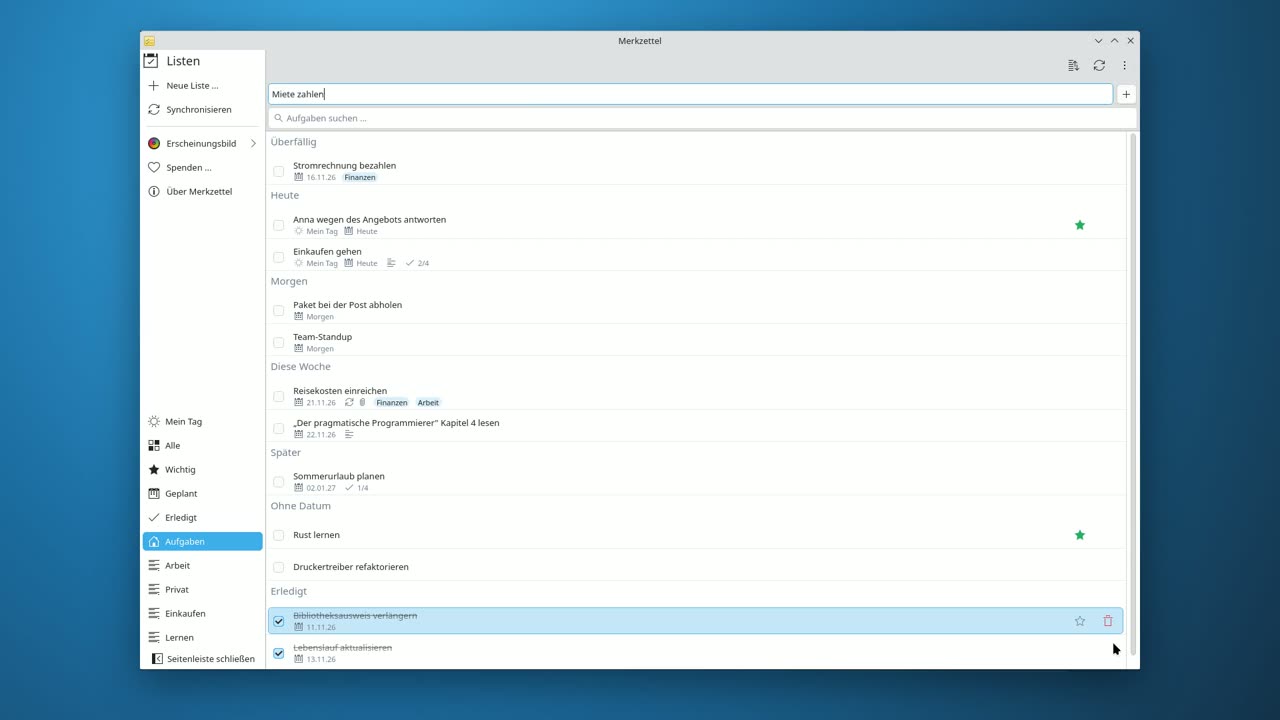 Merkzettel
Listen
Neue Liste ...
Synchronisieren
Erscheinungsbild
Spenden ...
Über Merkzettel
Mein Tag
Alle
Wichtig
Geplant
Erledigt
Aufgaben
Arbeit
Privat
Einkaufen
Lernen
Seitenleiste schließen
Miete zahlen
Aufgaben suchen ...
Überfällig
Stromrechnung bezahlen
16.11.26 Finanzen
Heute
Anna wegen des Angebots antworten
Mein Tag Heute
Einkaufen gehen
Mein Tag Heute 2/4
Morgen
Paket bei der Post abholen
Morgen
Team-Standup
Morgen
Diese Woche
Reisekosten einreichen
21.11.26 Finanzen Arbeit
„Der pragmatische Programmierer“ Kapitel 4 lesen
22.11.26
Später
Sommerurlaub planen
02.01.27 1/4
Ohne Datum
Rust lernen
Druckertreiber refaktorieren
Erledigt
Bibliotheksausweis verlängern
11.11.26
Lebenslauf aktualisieren
13.11.26